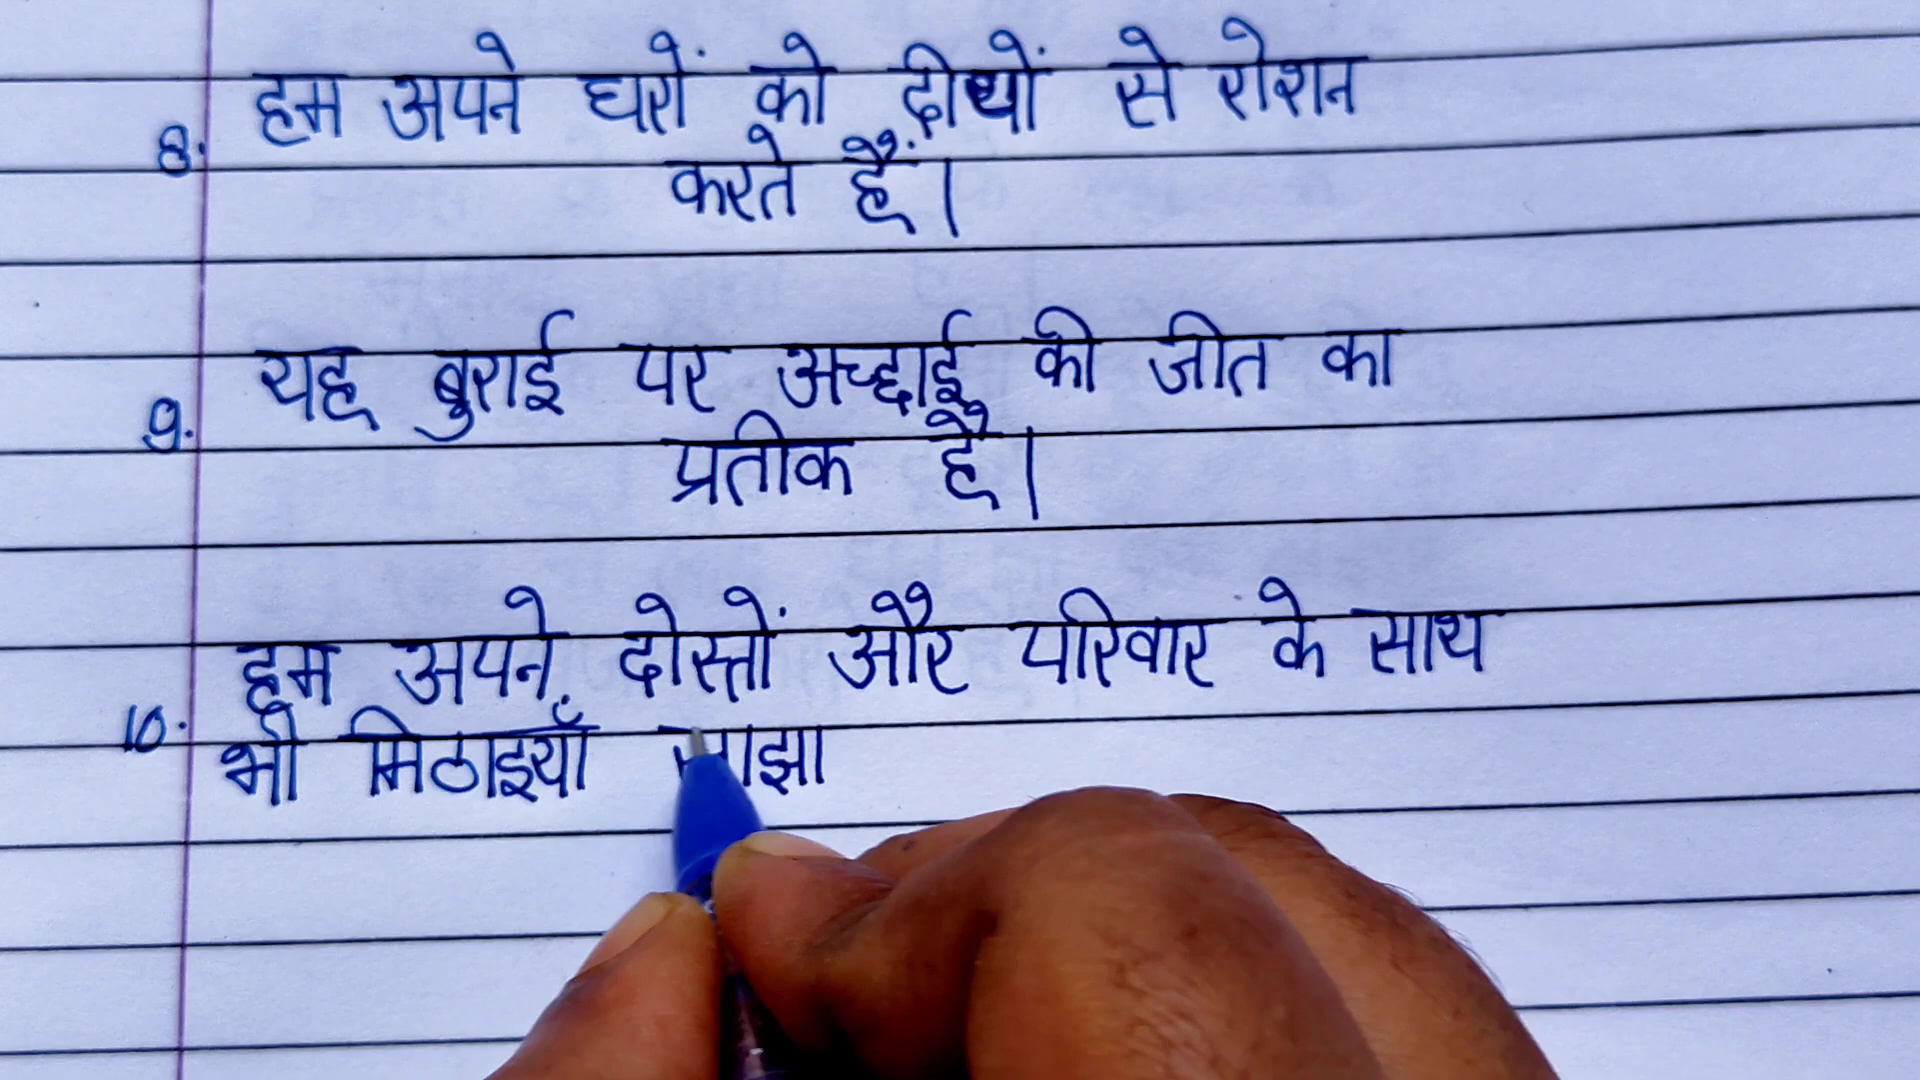 8. हम अपने घरों को दीयों से रोशन
करते हैं।
9. यह बुराई पर अच्छाई की जीत का
प्रतीक है।
10. हम अपने दोस्तों और परिवार के साथ
भी मिठाइयाँ साझा